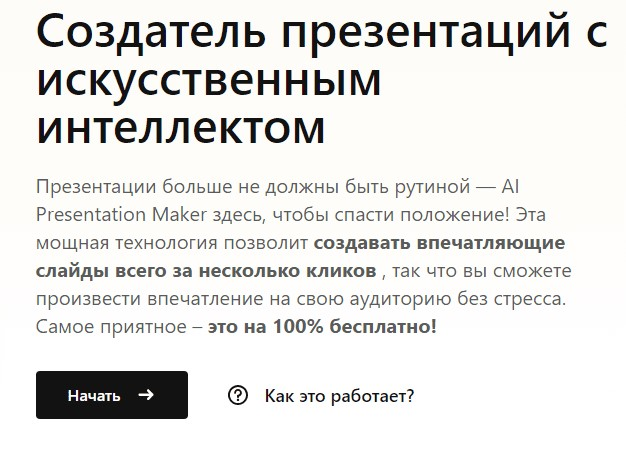 Создатель презентаций с
искусственным
интеллектом
Презентации больше не должны быть рутиной — AI
Presentation Maker здесь, чтобы спасти положение! Эта
мощная технология позволит создавать впечатляющие
слайды всего за несколько кликов , так что вы сможете
произвести впечатление на свою аудиторию без стресса.
Самое приятное – это на 100% бесплатно!
Начать → Как это работает?